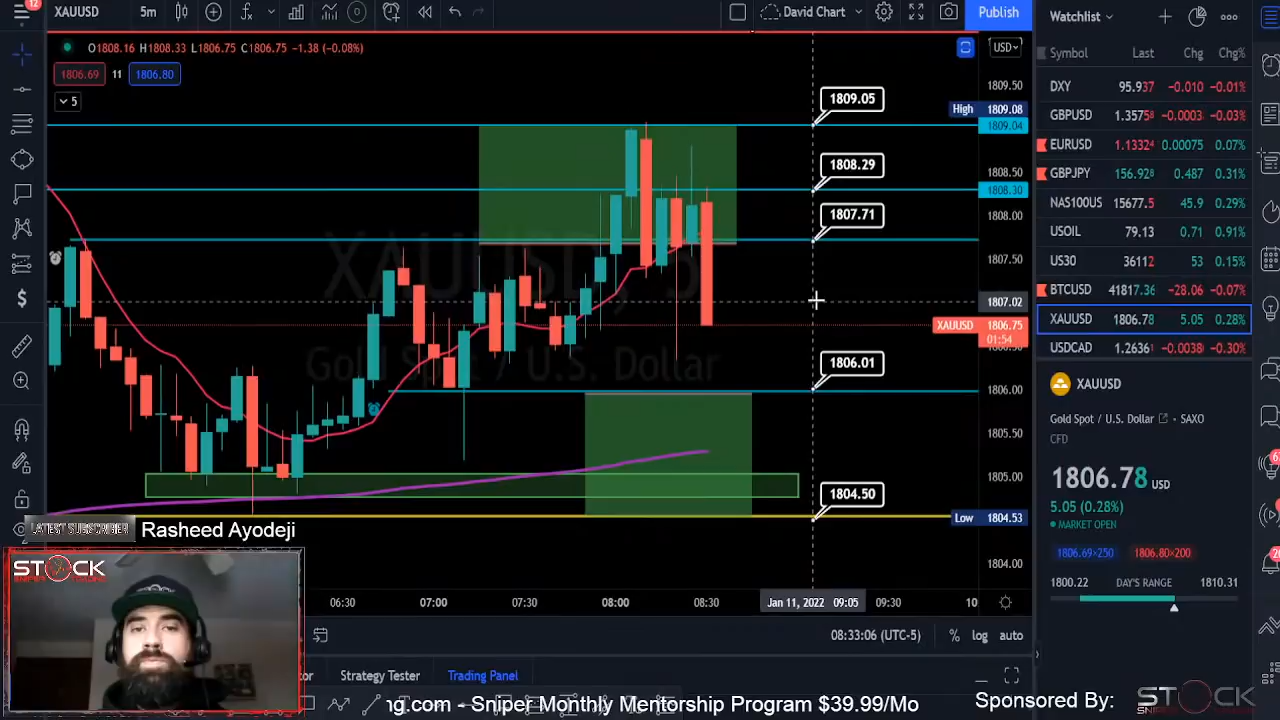 12
XAUUSD 5m
David Chart
Publish
O1808.16 H1808.33 L1806.75 C1806.75 -1.38 (-0.08%)
1806.69 11 1806.80
5
USD
1809.50
High 1809.08
1809.04
1808.50
1808.30
1808.00
1807.50
1807.02
XAUUSD 1806.75
01:54
1806.00
1805.50
1805.00
Low 1804.53
1804.00
1809.05
1808.29
1807.71
1806.01
1804.50
XAUUSD, 5
Gold Spot / U.S. Dollar
06:30 07:00 07:30 08:00 08:30 Jan 11, 2022 09:05 09:30 10
08:33:06 (UTC-5) % log auto
Strategy Tester Trading Panel
LATEST SUBSCRIBER Rasheed Ayodeji
STOCK
SNIPER TRADING
ng.com - Sniper Monthly Mentorship Program $39.99/Mo
Sponsored By:
STOCK
Watchlist
Symbol Last Chg Chg%
DXY 95.937 -0.010 -0.01%
GBPUSD 1.35758 -0.0003 -0.03%
EURUSD 1.13324 0.00075 0.07%
GBPJPY 156.928 0.487 0.31%
NAS100US 15677.5 45.9 0.29%
USOIL 79.13 0.71 0.91%
US30 36112 53 0.15%
BTCUSD 41817.36 -28.06 -0.07%
XAUUSD 1806.78 5.05 0.28%
USDCAD 1.2636 -0.0038 -0.30%
XAUUSD
Gold Spot / U.S. Dollar SAXO
CFD
1806.78 USD
5.05 (0.28%)
MARKET OPEN
1806.69×250 1806.80×200
1800.22 DAY'S RANGE 1810.31